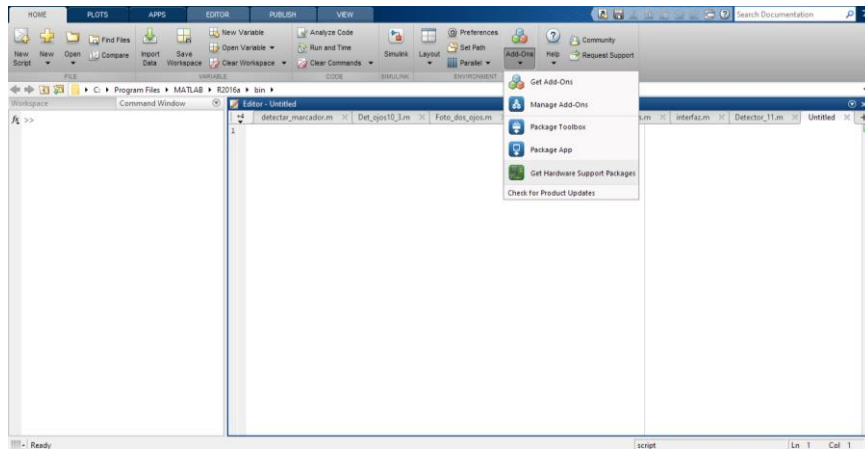 HOME PLOTS APPS EDITOR PUBLISH VIEW
Search Documentation
New Script
New
Open
Find Files
Compare
Import Data
Save Workspace
New Variable
Open Variable
Clear Workspace
Analyze Code
Run and Time
Clear Commands
Simulink
Layout
Preferences
Set Path
Parallel
Add-Ons
Help
Community
Request Support
FILE VARIABLE CODE SIMULINK ENVIRONMENT
C: Program Files MATLAB R2016a bin
Workspace Command Window
Editor - Untitled
fx >>
+4 detectar_marcador.m Det_ojos10_3.m Foto_dos_ojos.m interfaz.m Detector_11.m Untitled
1
Get Add-Ons
Manage Add-Ons
Package Toolbox
Package App
Get Hardware Support Packages
Check for Product Updates
Ready script Ln 1 Col 1